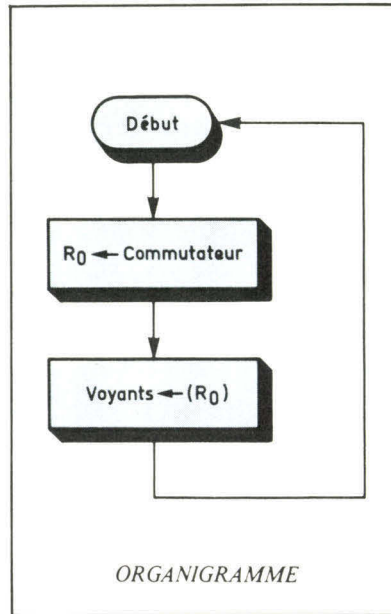 Début
R₀ ← Commutateur
Voyants ← (R₀)
ORGANIGRAMME